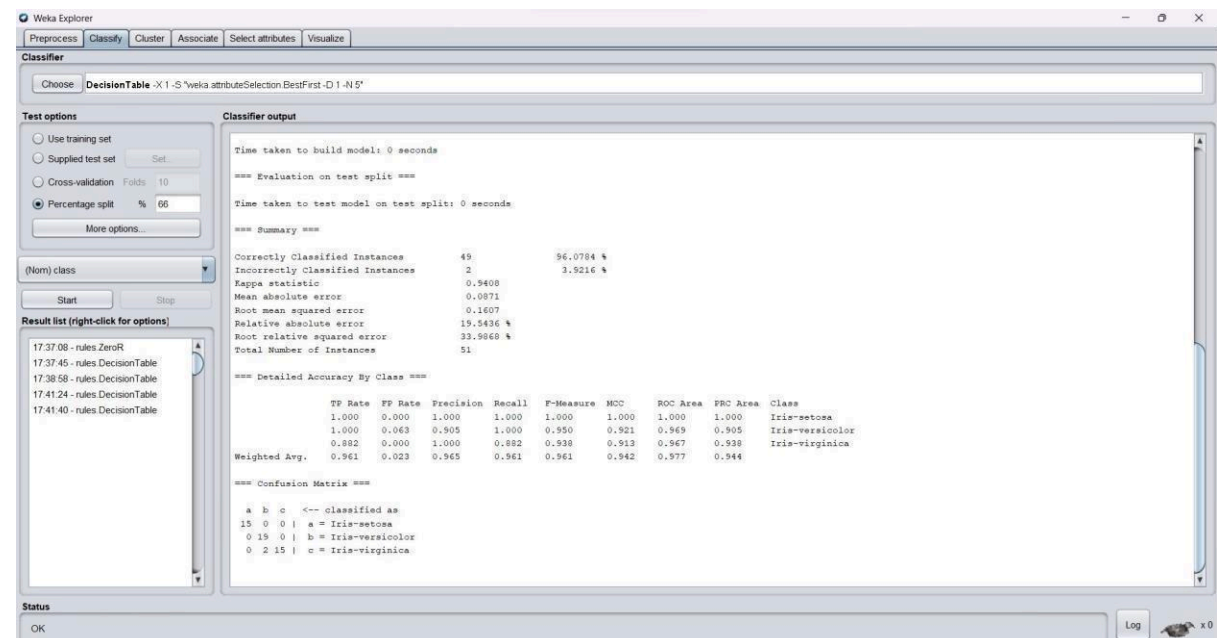 Weka Explorer
Preprocess Classify Cluster Associate Select attributes Visualize
Classifier
Choose DecisionTable -X 1 -S "weka.attributeSelection.BestFirst -D 1 -N 5"
Test options
Use training set
Supplied test set Set...
Cross-validation Folds 10
Percentage split % 66
More options...
(Nom) class
Start Stop
Result list (right-click for options)
17:37:08 - rules.ZeroR
17:37:45 - rules.DecisionTable
17:38:58 - rules.DecisionTable
17:41:24 - rules.DecisionTable
17:41:40 - rules.DecisionTable
Classifier output
Time taken to build model: 0 seconds
=== Evaluation on test split ===
Time taken to test model on test split: 0 seconds
=== Summary ===
Correctly Classified Instances 49 96.0784 %
Incorrectly Classified Instances 2 3.9216 %
Kappa statistic 0.9408
Mean absolute error 0.0871
Root mean squared error 0.1607
Relative absolute error 19.5436 %
Root relative squared error 33.9868 %
Total Number of Instances 51
=== Detailed Accuracy By Class ===
TP Rate FP Rate Precision Recall F-Measure MCC ROC Area PRC Area Class
1.000 0.000 1.000 1.000 1.000 1.000 1.000 1.000 Iris-setosa
1.000 0.063 0.905 1.000 0.950 0.921 0.969 0.905 Iris-versicolor
0.882 0.000 1.000 0.882 0.938 0.913 0.967 0.938 Iris-virginica
Weighted Avg. 0.961 0.023 0.965 0.961 0.961 0.942 0.977 0.944
=== Confusion Matrix ===
a b c <-- classified as
15 0 0 | a = Iris-setosa
0 19 0 | b = Iris-versicolor
0 2 15 | c = Iris-virginica
Status
OK
Log x 0